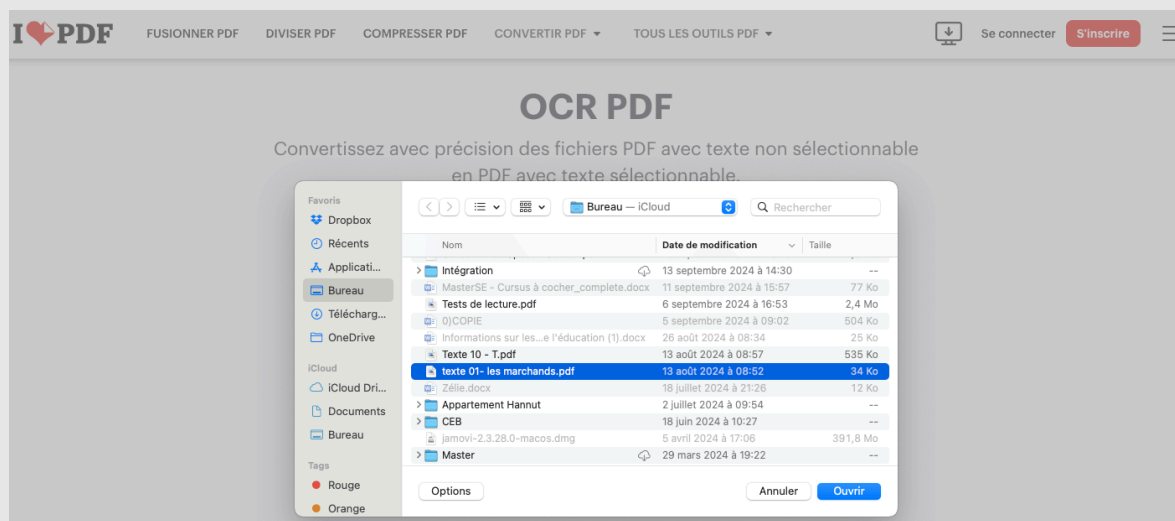 I PDF
FUSIONNER PDF DIVISER PDF COMPRESSER PDF CONVERTIR PDF TOUS LES OUTILS PDF Se connecter S'inscrire
OCR PDF
Convertissez avec précision des fichiers PDF avec texte non sélectionnable
en PDF avec texte sélectionnable.
Favoris
Dropbox
Récents
Applicati...
Bureau
Télécharg...
OneDrive
iCloud
iCloud Dri...
Documents
Bureau
Tags
Rouge
Orange
Bureau — iCloud Rechercher
Nom Date de modification Taille
Intégration 13 septembre 2024 à 14:30 --
MasterSE - Cursus à cocher_complete.docx 11 septembre 2024 à 15:57 77 Ko
Tests de lecture.pdf 6 septembre 2024 à 16:53 2,4 Mo
0)COPIE 5 septembre 2024 à 09:02 504 Ko
Informations sur les...e l'éducation (1).docx 26 août 2024 à 08:34 25 Ko
Texte 10 - T.pdf 13 août 2024 à 08:57 535 Ko
texte 01- les marchands.pdf 13 août 2024 à 08:52 34 Ko
Zélie.docx 18 juillet 2024 à 21:26 12 Ko
Appartement Hannut 2 juillet 2024 à 09:54 --
CEB 18 juin 2024 à 10:27 --
jamovi-2.3.28.0-macos.dmg 5 avril 2024 à 17:06 391,8 Mo
Master 29 mars 2024 à 19:22 --
Options Annuler Ouvrir